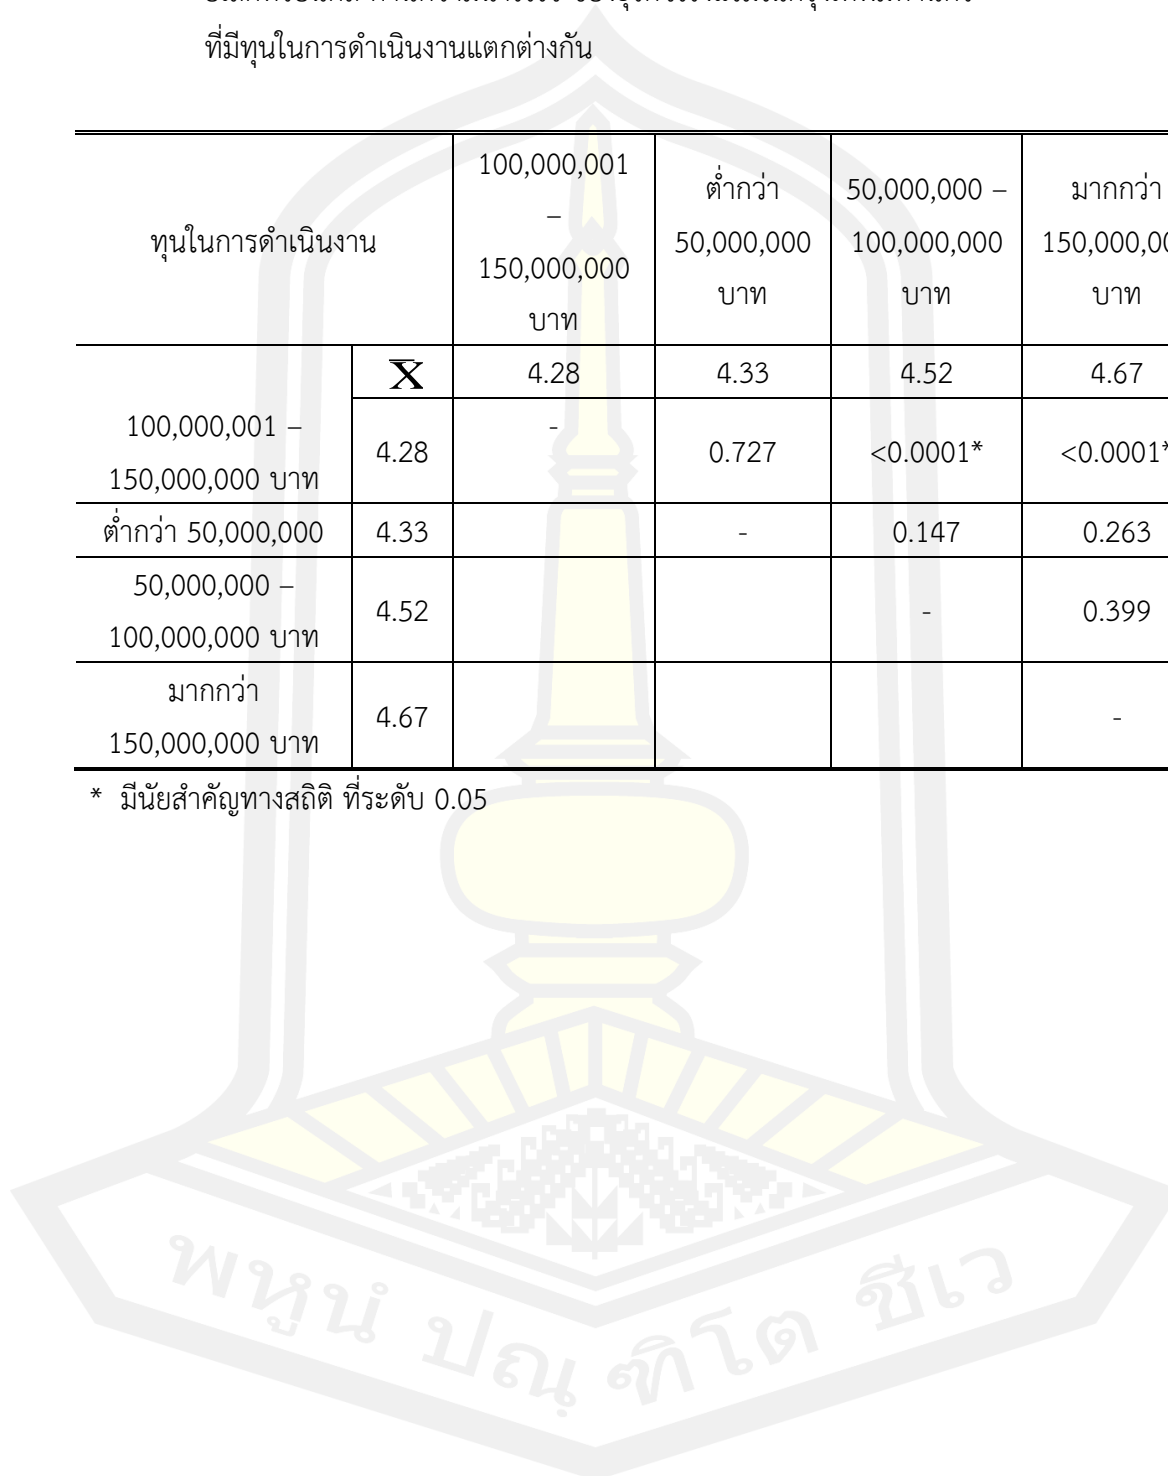 ที่มีทุนในการดำเนินงานแตกต่างกัน
ทุนในการดำเนินงาน
100,000,001
–
150,000,000
บาท
ต่ำกว่า
50,000,000
บาท
50,000,000 –
100,000,000
บาท
มากกว่า
บาท
X̅ 4.28 4.33 4.52 4.67
100,000,001 –
150,000,000 บาท
4.28 - 0.727 <0.0001* <0.0001*
ต่ำกว่า 50,000,000 4.33 - 0.147 0.263
50,000,000 –
100,000,000 บาท
4.52 - 0.399
มากกว่า
150,000,000 บาท
4.67 -
* มีนัยสำคัญทางสถิติ ที่ระดับ 0.05
พหูนํ ปณฺฑิโต ชีเว